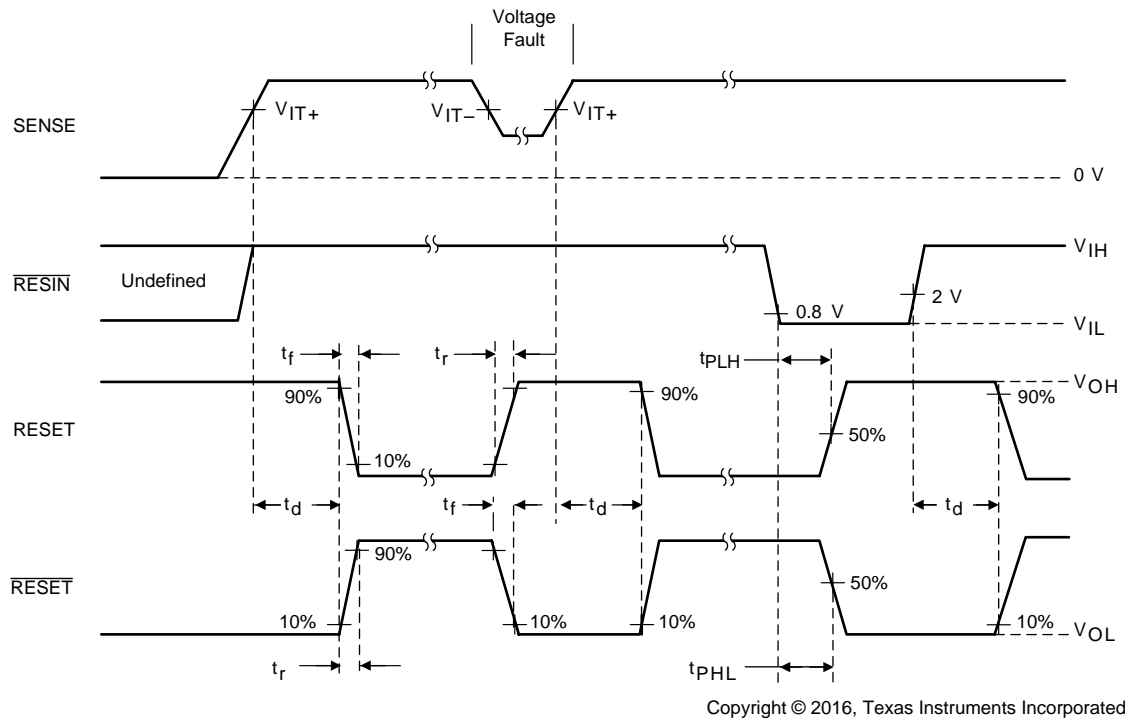 Voltage
Fault
SENSE
VIT+
VIT–
VIT+
0 V
RESIN
Undefined
VIH
0.8 V
2 V
VIL
tf
tr
tPLH
VOH
90%
90%
90%
RESET
50%
10%
td
tf
td
td
90%
RESET
50%
10%
10%
10%
10%
VOL
tr
tPHL
Copyright © 2016, Texas Instruments Incorporated